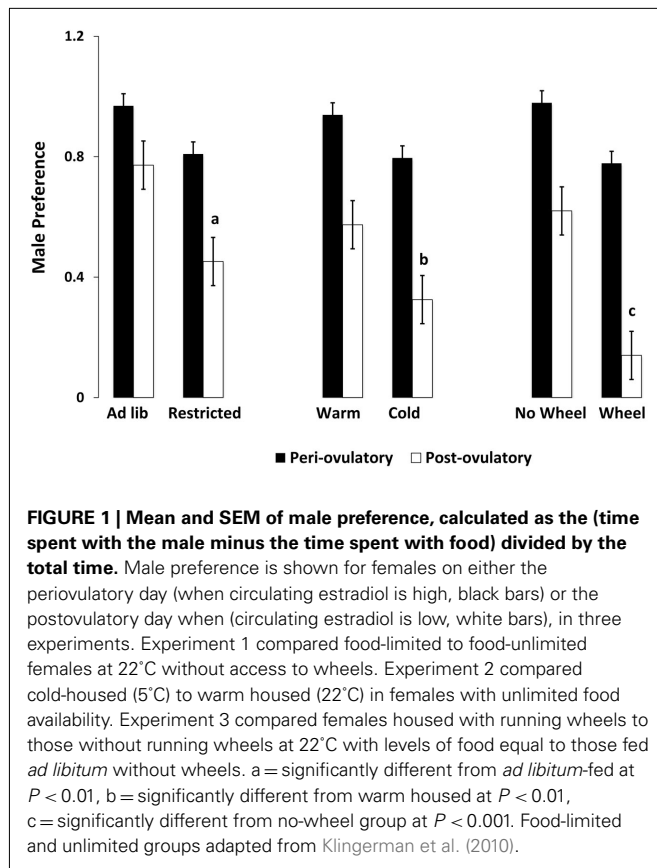 1.2
0.8
0.4
0
Male Preference
a
b
c
Ad lib Restricted Warm Cold No Wheel Wheel
■ Peri-ovulatory □ Post-ovulatory
FIGURE 1 | Mean and SEM of male preference, calculated as the (time
spent with the male minus the time spent with food) divided by the
total time. Male preference is shown for females on either the
periovulatory day (when circulating estradiol is high, black bars) or the
postovulatory day when (circulating estradiol is low, white bars), in three
experiments. Experiment 1 compared food-limited to food-unlimited
females at 22˚C without access to wheels. Experiment 2 compared
cold-housed (5˚C) to warm housed (22˚C) in females with unlimited food
availability. Experiment 3 compared females housed with running wheels to
those without running wheels at 22˚C with levels of food equal to those fed
ad libitum without wheels. a = significantly different from ad libitum-fed at
P < 0.01, b = significantly different from warm housed at P < 0.01,
c = significantly different from no-wheel group at P < 0.001. Food-limited
and unlimited groups adapted from Klingerman et al. (2010).